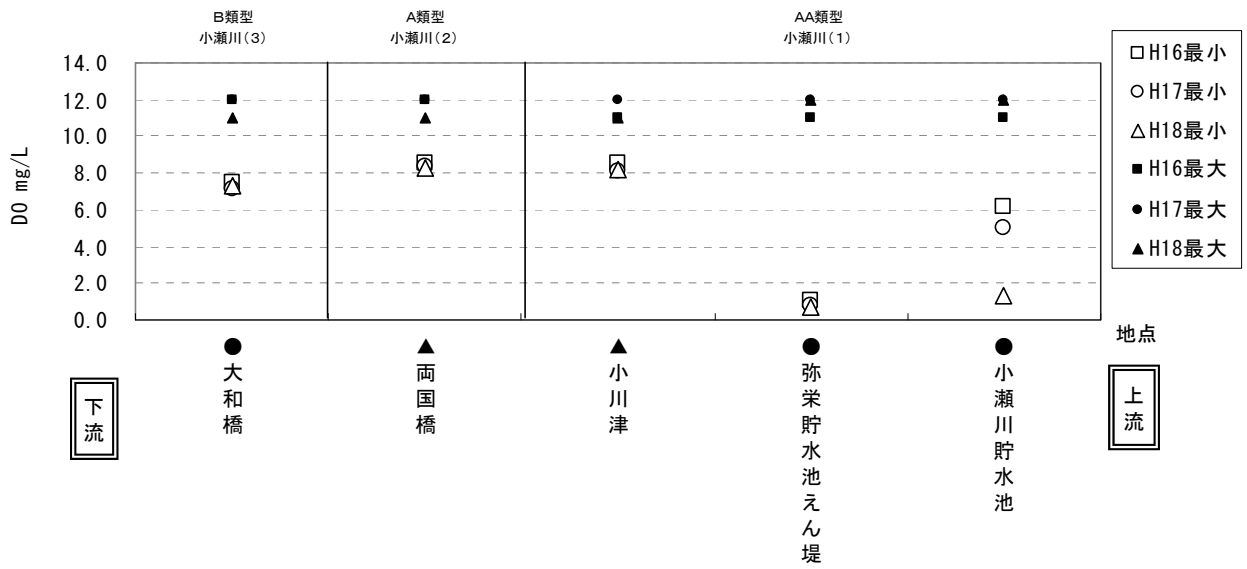 B類型
小瀬川(3)
A類型
小瀬川(2)
AA類型
小瀬川(1)
DO mg/L
14.0
12.0
10.0
8.0
6.0
4.0
2.0
0.0
□H16最小
○H17最小
△H18最小
■H16最大
●H17最大
▲H18最大
地点
下流
●大和橋
▲両国橋
▲小川津
●弥栄貯水池えん堤
●小瀬川貯水池
上流